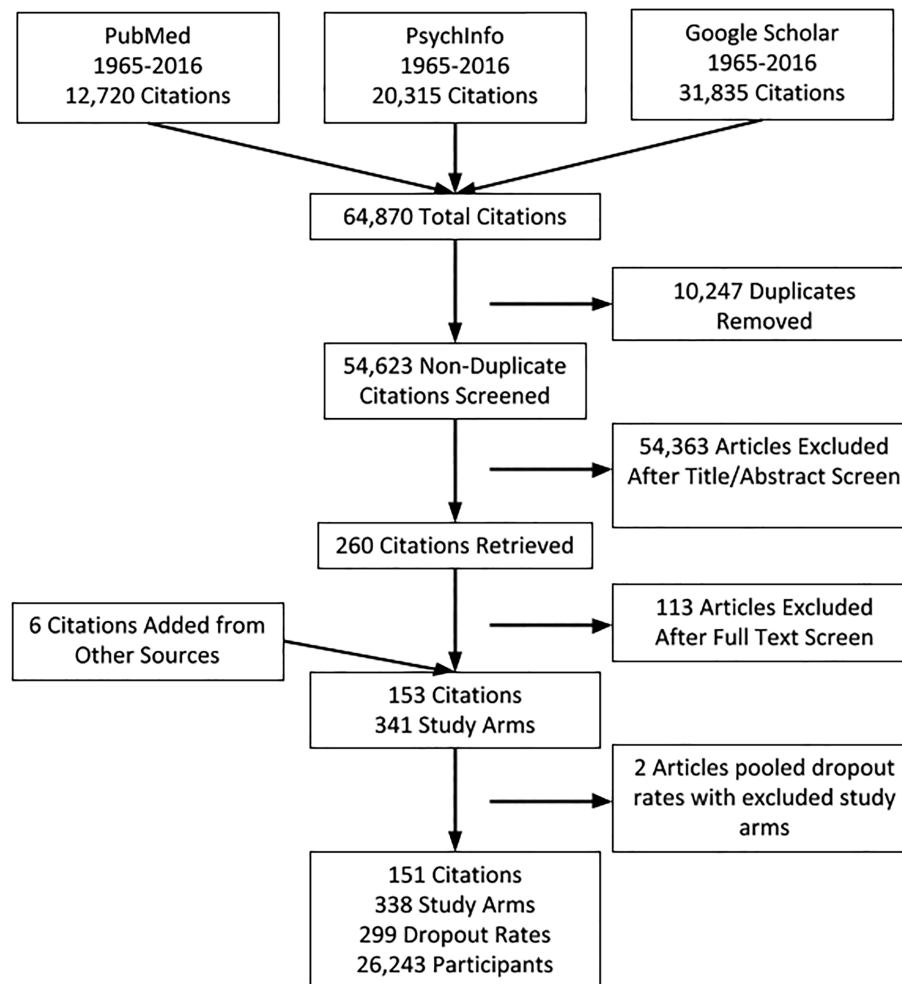 PubMed
1965-2016
12,720 Citations
PsychInfo
1965-2016
20,315 Citations
Google Scholar
1965-2016
31,835 Citations
64,870 Total Citations
10,247 Duplicates
Removed
54,623 Non-Duplicate
Citations Screened
54,363 Articles Excluded
After Title/Abstract Screen
260 Citations Retrieved
113 Articles Excluded
After Full Text Screen
6 Citations Added from
Other Sources
153 Citations
341 Study Arms
2 Articles pooled dropout
rates with excluded study
arms
151 Citations
338 Study Arms
299 Dropout Rates
26,243 Participants